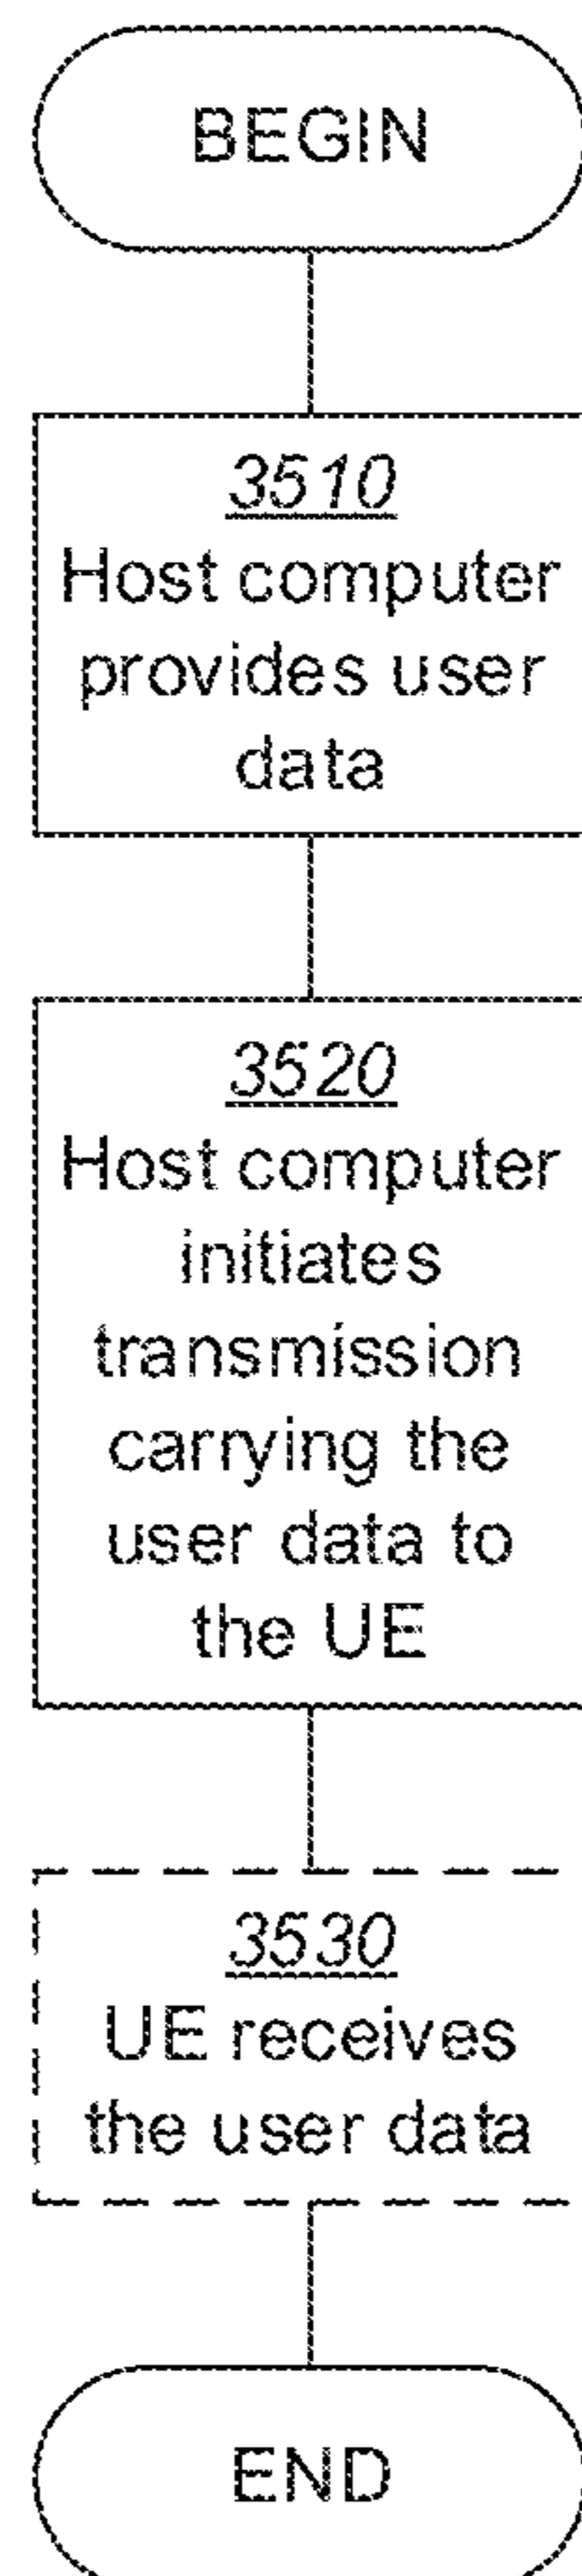 BEGIN
3510
Host computer
provides user
data
3520
Host computer
initiates
transmission
carrying the
user data to
the UE
3530
UE receives
the user data
END